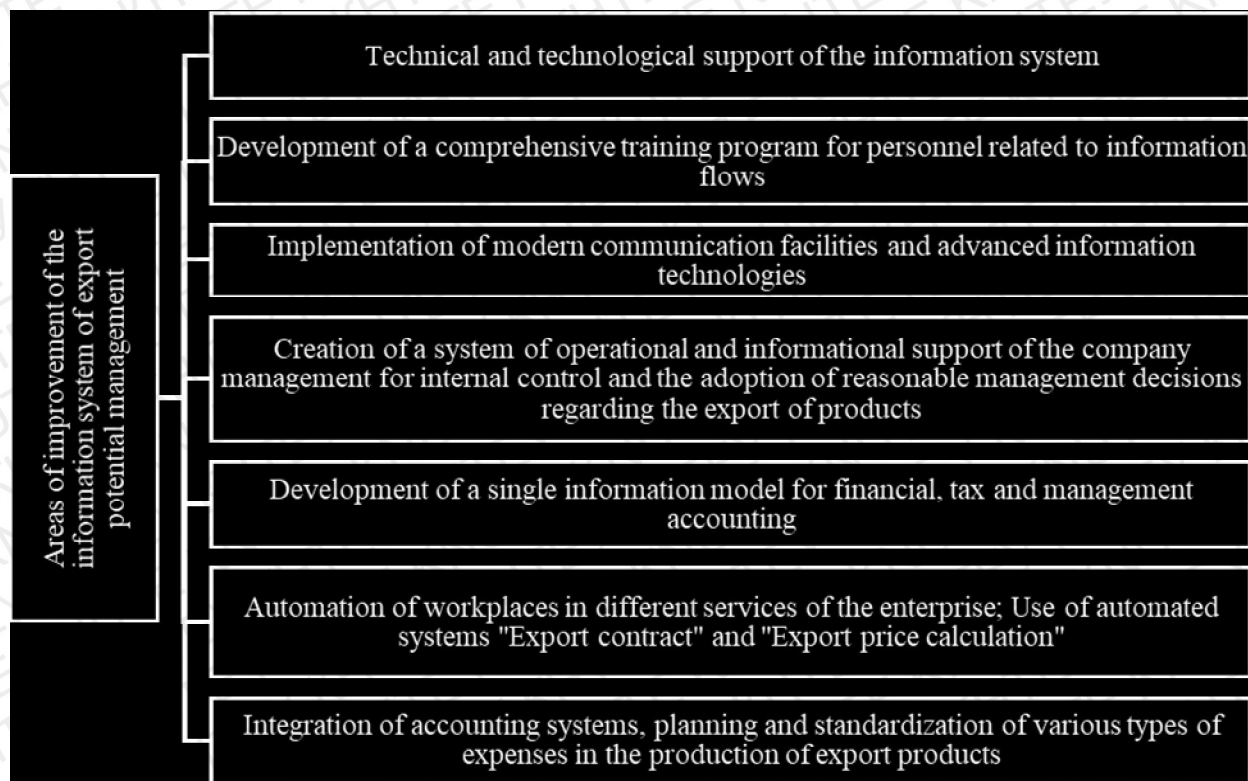 Areas of improvement of the
information system of export
potential management
Technical and technological support of the information system
Development of a comprehensive training program for personnel related to information
flows
Implementation of modern communication facilities and advanced information
technologies
Creation of a system of operational and informational support of the company
management for internal control and the adoption of reasonable management decisions
regarding the export of products
Development of a single information model for financial, tax and management
accounting
Automation of workplaces in different services of the enterprise; Use of automated
systems "Export contract" and "Export price calculation"
Integration of accounting systems, planning and standardization of various types of
expenses in the production of export products